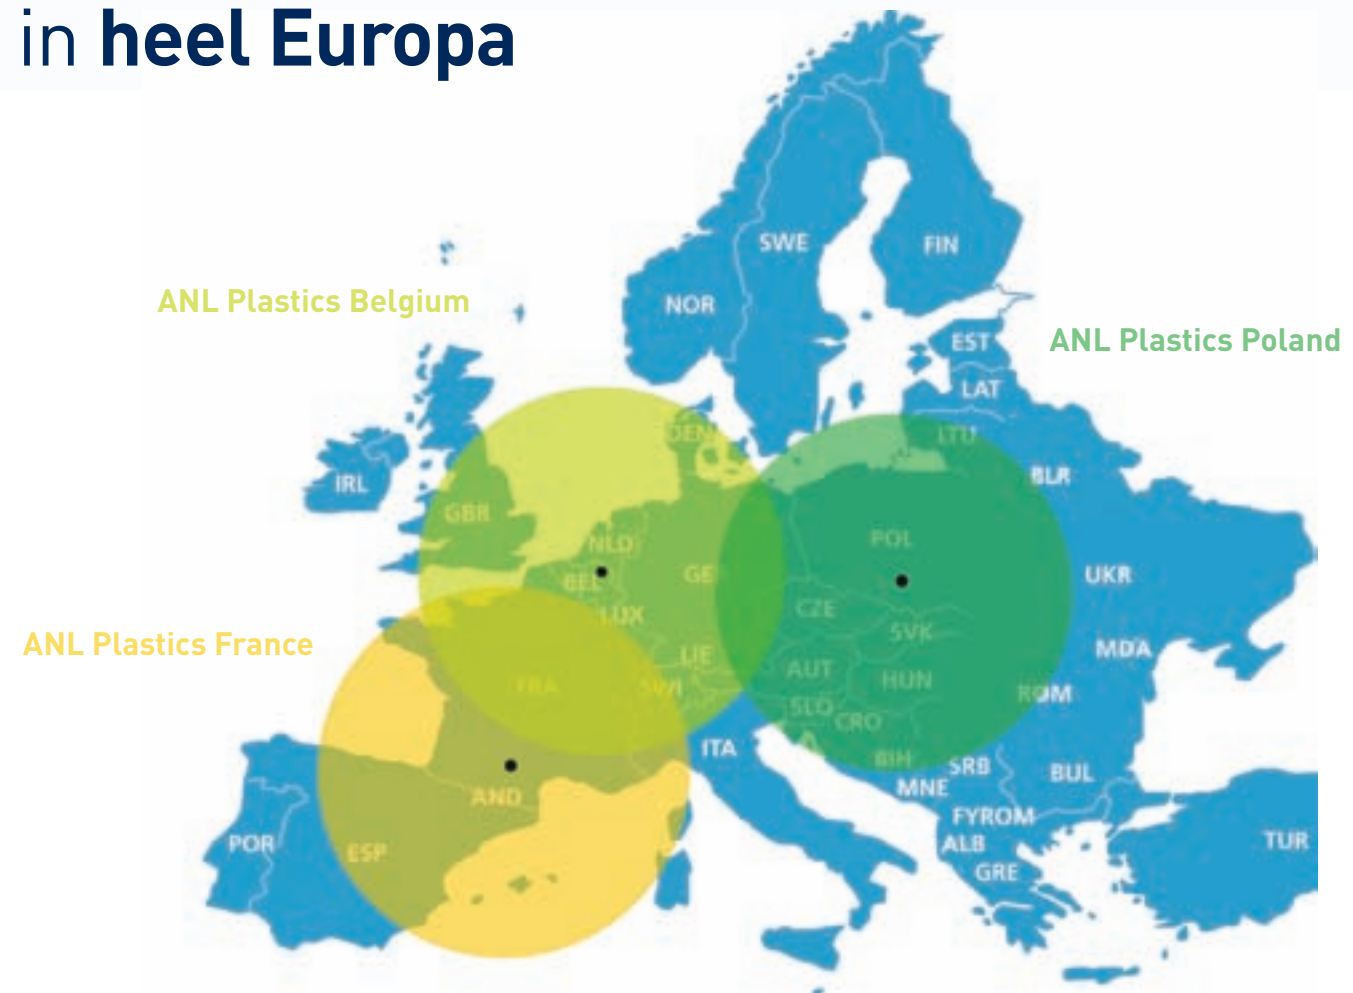 in heel Europa
SWE
FIN
NOR
ANL Plastics Belgium
EST
ANL Plastics Poland
LAT
DEN
LTU
BLR
IRL
GBR
POL
NLD
GE
UKR
BEL
CZE
LUX
SVK
ANL Plastics France
MDA
LIE
AUT
HUN
FRA
SWI
ROM
SLO
CRO
ITA
BIH
SRB
BUL
MNE
AND
FYROM
POR
ALB
TUR
ESP
GRE